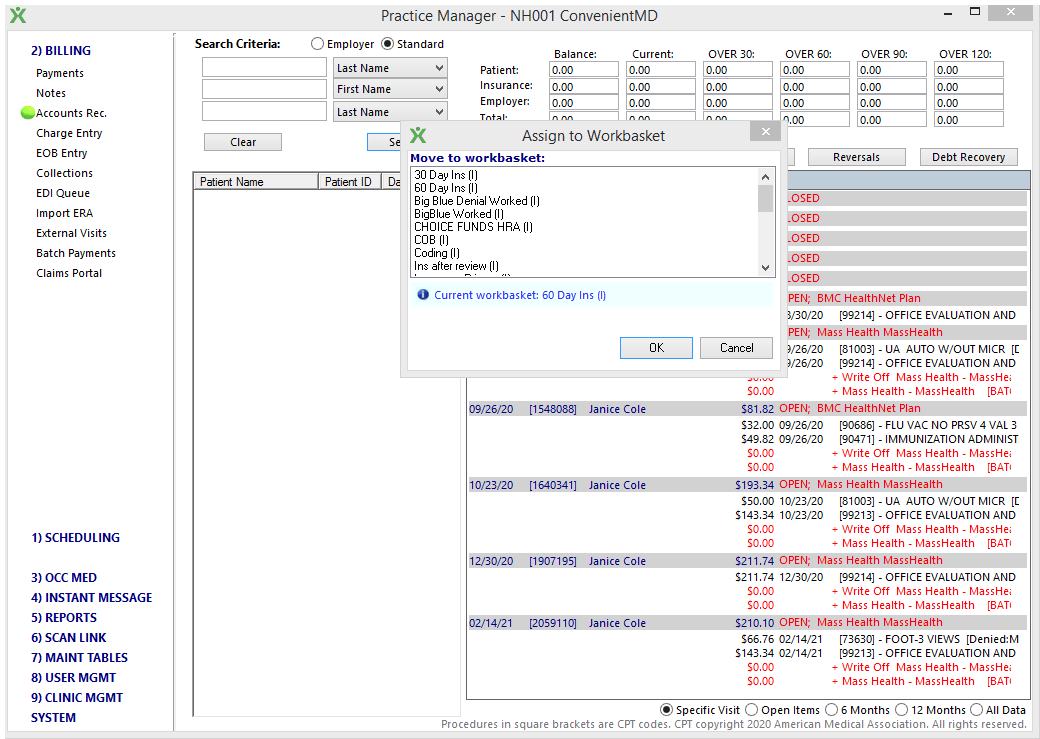 Practice Manager - NH001 ConvenientMD
2) BILLING
Payments
Notes
Accounts Rec.
Charge Entry
EOB Entry
Collections
EDI Queue
Import ERA
External Visits
Batch Payments
Claims Portal
1) SCHEDULING
3) OCC MED
4) INSTANT MESSAGE
5) REPORTS
6) SCAN LINK
7) MAINT TABLES
8) USER MGMT
9) CLINIC MGMT
SYSTEM
Search Criteria: Employer Standard
Last Name
First Name
Last Name
Clear Se
Balance: Current: OVER 30: OVER 60: OVER 90: OVER 120:
Patient: 0.00 0.00 0.00 0.00 0.00 0.00
Insurance: 0.00 0.00 0.00 0.00 0.00 0.00
Employer: 0.00 0.00 0.00 0.00 0.00 0.00
Total: 0.00 0.00
Reversals Debt Recovery
Patient Name Patient ID Da
Assign to Workbasket
Move to workbasket:
30 Day Ins (I)
60 Day Ins (I)
Big Blue Denial Worked (I)
BigBlue Worked (I)
CHOICE FUNDS HRA (I)
COB (I)
Coding (I)
Ins after review (I)
Current workbasket: 60 Day Ins (I)
OK Cancel
LOSED
LOSED
LOSED
LOSED
LOSED
PEN; BMC HealthNet Plan
/30/20 [99214] - OFFICE EVALUATION AND
PEN; Mass Health MassHealth
/26/20 [81003] - UA AUTO W/OUT MICR [D
/26/20 [99214] - OFFICE EVALUATION AND
$0.00 + Write Off Mass Health - MassHea
$0.00 + Mass Health - MassHealth [BAT
09/26/20 [1548088] Janice Cole $81.82 OPEN; BMC HealthNet Plan
$32.00 09/26/20 [90686] - FLU VAC NO PRSV 4 VAL 3
$49.82 09/26/20 [90471] - IMMUNIZATION ADMINIST
$0.00 + Write Off Mass Health - MassHea
$0.00 + Mass Health - MassHealth [BAT
10/23/20 [1640341] Janice Cole $193.34 OPEN; Mass Health MassHealth
$50.00 10/23/20 [81003] - UA AUTO W/OUT MICR [D
$143.34 10/23/20 [99213] - OFFICE EVALUATION AND
$0.00 + Write Off Mass Health - MassHea
$0.00 + Mass Health - MassHealth [BAT
12/30/20 [1907195] Janice Cole $211.74 OPEN; Mass Health MassHealth
$211.74 12/30/20 [99214] - OFFICE EVALUATION AND
$0.00 + Write Off Mass Health - MassHea
$0.00 + Mass Health - MassHealth [BAT
02/14/21 [2059110] Janice Cole $210.10 OPEN; Mass Health MassHealth
$66.76 02/14/21 [73630] - FOOT-3 VIEWS [Denied:M
$143.34 02/14/21 [99213] - OFFICE EVALUATION AND
$0.00 + Write Off Mass Health - MassHea
$0.00 + Mass Health - MassHealth [BAT
Specific Visit Open Items 6 Months 12 Months All Data
Procedures in square brackets are CPT codes. CPT copyright 2020 American Medical Association. All rights reserved.